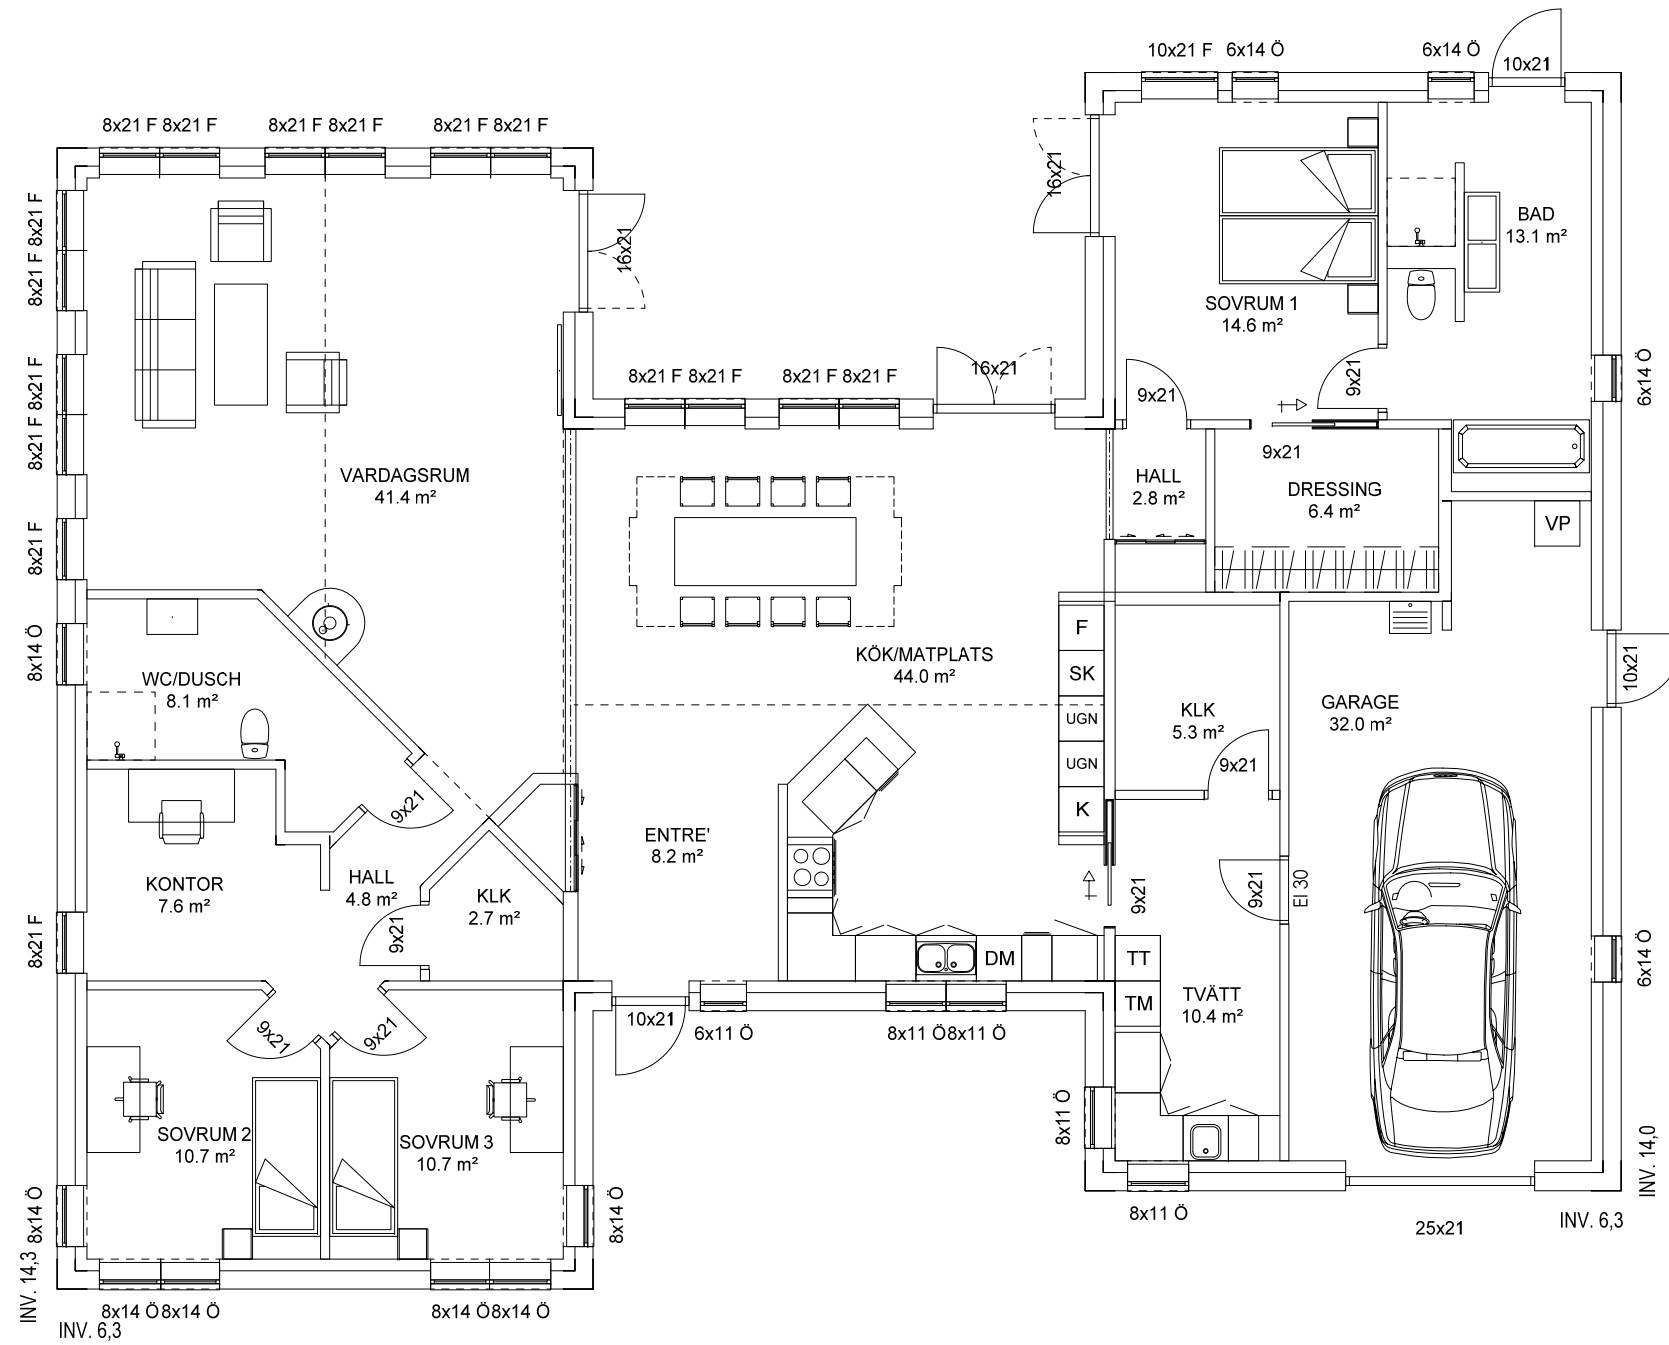 10x21 F 6x14 Ö
6x14 Ö
10x21
8x21 F 8x21 F
8x21 F 8x21 F
8x21 F 8x21 F
16x21
8x21 F 8x21 F
16x21
BAD
13.1 m²
SOVRUM 1
14.6 m²
8x21 F 8x21 F
8x21 F 8x21 F
8x21 F 8x21 F
16x21
9x21
9x21
6x14 Ö
9x21
VARDAGSRUM
41.4 m²
HALL
2.8 m²
DRESSING
6.4 m²
VP
8x21 F
8x14 Ö
WC/DUSCH
8.1 m²
KÖK/MATPLATS
44.0 m²
F
SK
UGN
UGN
K
KLK
5.3 m²
GARAGE
32.0 m²
10x21
9x21
9x21
ENTRE'
8.2 m²
KONTOR
7.6 m²
HALL
4.8 m²
KLK
2.7 m²
9x21
9x21
9x21
EI 30
8x21 F
6x14 Ö
DM
TT
TM
TVÄTT
10.4 m²
9x21
9x21
10x21
6x11 Ö
8x11 Ö 8x11 Ö
8x11 Ö
SOVRUM 2
10.7 m²
SOVRUM 3
10.7 m²
8x14 Ö
8x14 Ö
8x11 Ö
25x21
INV. 6,3
INV. 14,0
INV. 14,3
8x14 Ö 8x14 Ö
8x14 Ö 8x14 Ö
INV. 6,3